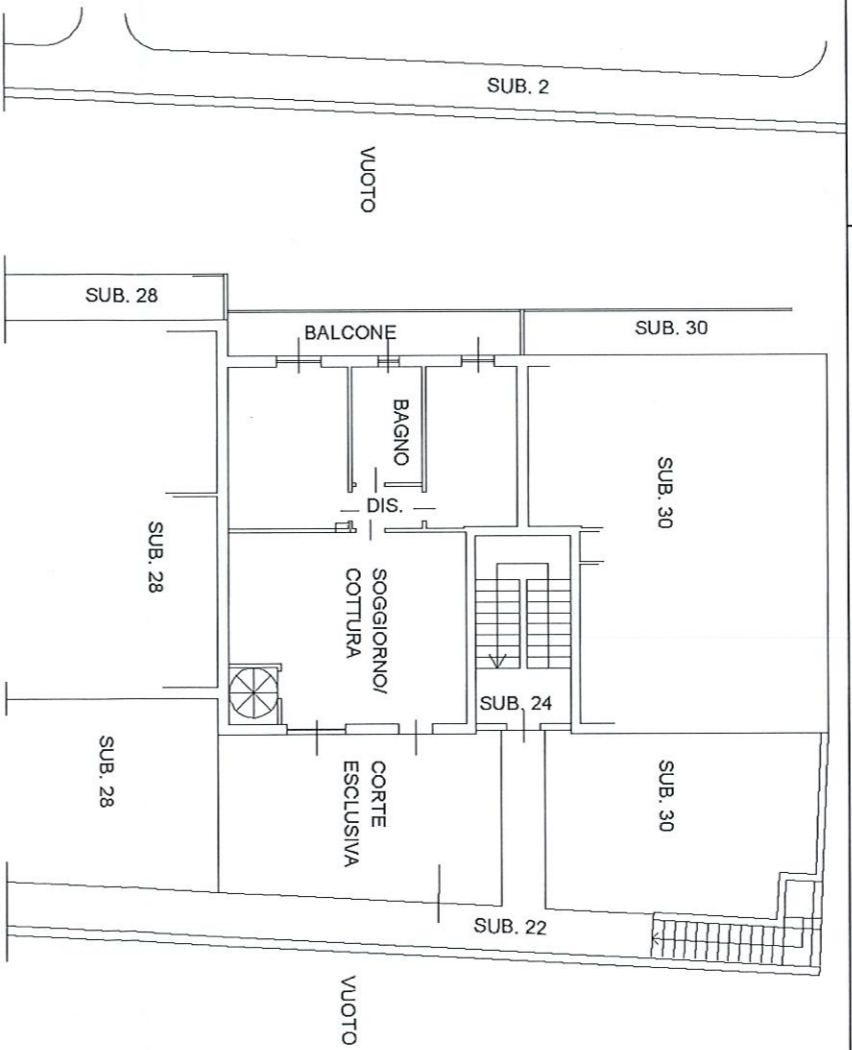 SUB. 2
VUOTO
SUB. 28
BALCONE
SUB. 30
BAGNO
SUB. 30
DIS.
SUB. 28
SOGGIORNO/
COTTURA
SUB. 24
SUB. 28
CORTE
ESCLUSIVA
SUB. 30
SUB. 22
VUOTO